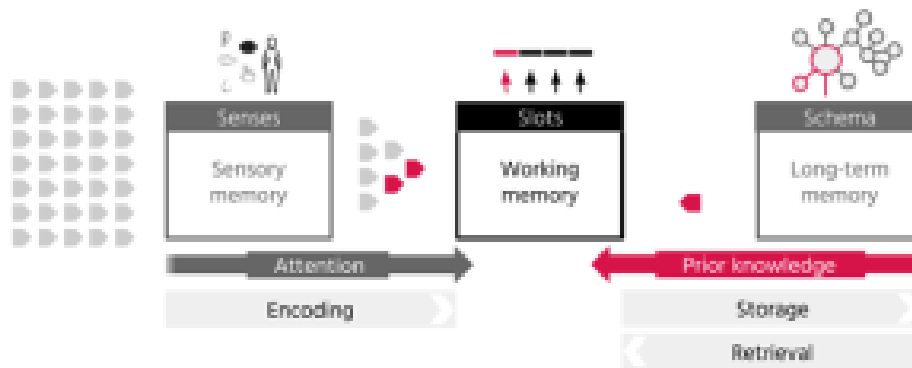 Senses
Sensory
memory
Slots
Working
memory
Schema
Long-term
memory
Attention
Prior knowledge
Encoding
Storage
Retrieval